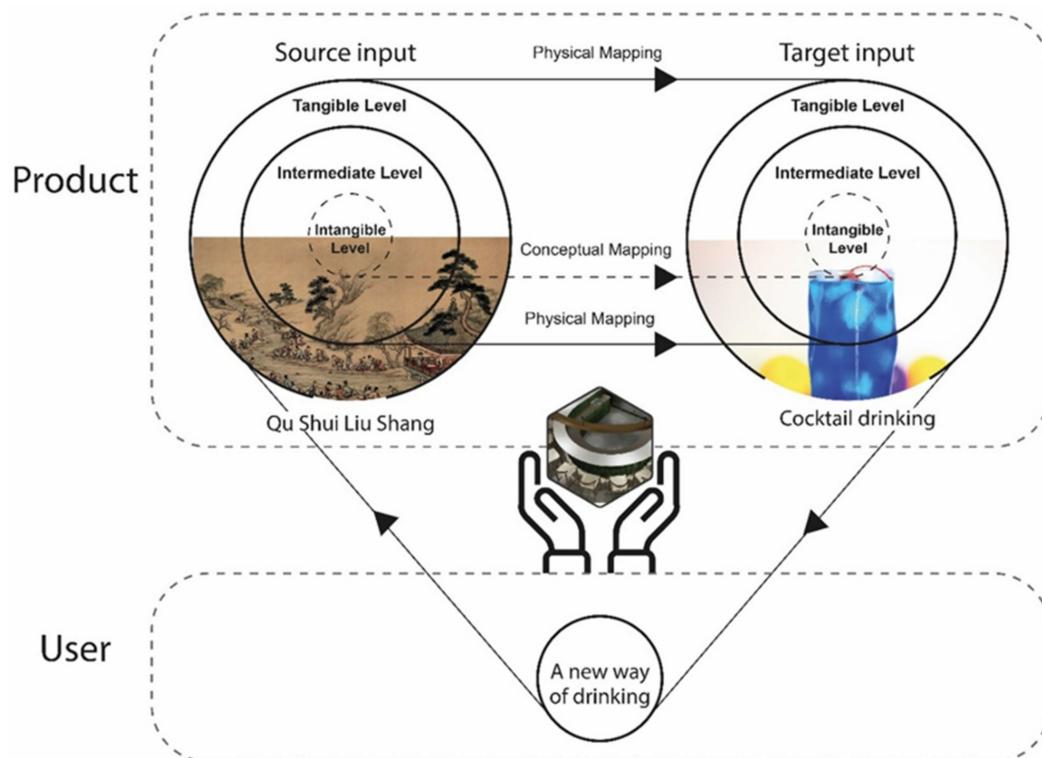 Source input
Physical Mapping
Target input
Tangible Level
Tangible Level
Intermediate Level
Intermediate Level
Product
Intangible
Level
Conceptual Mapping
Intangible
Level
Physical Mapping
Qu Shui Liu Shang
Cocktail drinking
User
A new way
of drinking